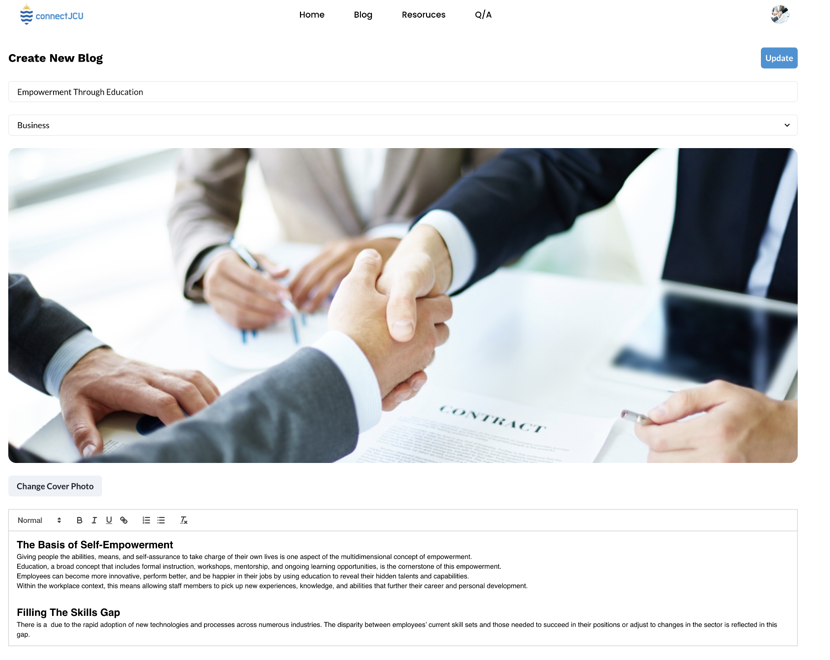 connectJCU
Home Blog Resoruces Q/A
Create New Blog
Update
Empowerment Through Education
Business
CONTRACT
Change Cover Photo
Normal B I U
The Basis of Self-Empowerment
Giving people the abilities, means, and self-assurance to take charge of their own lives is one aspect of the multidimensional concept of empowerment.
Education, a broad concept that includes formal instruction, workshops, mentorship, and ongoing learning opportunities, is the cornerstone of this empowerment.
Employees can become more innovative, perform better, and be happier in their jobs by using education to reveal their hidden talents and capabilities.
Within the workplace context, this means allowing staff members to pick up new experiences, knowledge, and abilities that further their career and personal development.
Filling The Skills Gap
There is a due to the rapid adoption of new technologies and processes across numerous industries. The disparity between employees' current skill sets and those needed to succeed in their positions or adjust to changes in the sector is reflected in this
gap.